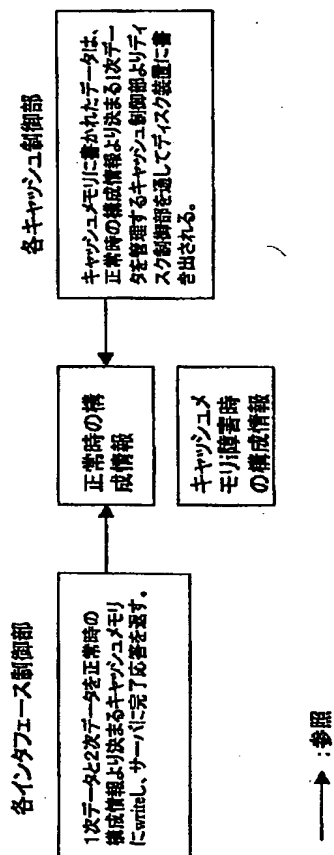 各インタフェース制御部
1次データと2次データを正常時の
構成情報より決まるキャッシュメモリ
にwriteし、サーバに完了応答を返す。
正常時の構
成情報
キャッシュメ
モリ障害時
の構成情報
各キャッシュ制御部
キャッシュメモリに書かれたデータは、
正常時の構成情報より決まる1次デー
タを管理するキャッシュ制御部よりディ
スク制御部を通してディスク装置に書
き出される。
：参照